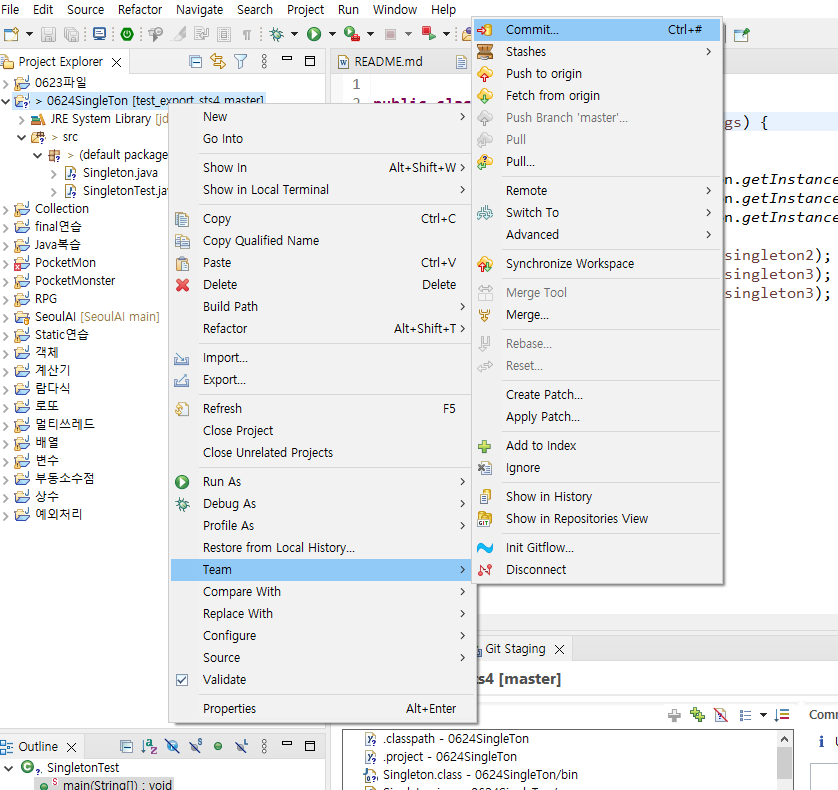 File Edit Source Refactor Navigate Search Project Run Window Help
Project Explorer
0623파일
> 0624SingleTon [test_export_sts4 master]
JRE System Library [jd
> src
> (default package
Singleton.java
SingletonTest.jav
Collection
final연습
Java복습
PocketMon
PocketMonster
RPG
SeoulAI [SeoulAI main]
Static연습
객체
계산기
람다식
로또
멀티쓰레드
배열
변수
부동소수점
상수
예외처리
New
Go Into
Show In Alt+Shift+W
Show in Local Terminal
Copy Ctrl+C
Copy Qualified Name
Paste Ctrl+V
Delete Delete
Build Path
Refactor Alt+Shift+T
Import...
Export...
Refresh F5
Close Project
Close Unrelated Projects
Run As
Debug As
Profile As
Restore from Local History...
Team
Compare With
Replace With
Configure
Source
Validate
Properties Alt+Enter
Commit... Ctrl+#
Stashes
Push to origin
Fetch from origin
Push Branch 'master'...
Pull
Pull...
Remote
Switch To
Advanced
Synchronize Workspace
Merge Tool
Merge...
Rebase...
Reset...
Create Patch...
Apply Patch...
Add to Index
Ignore
Show in History
Show in Repositories View
GIT
Init Gitflow...
Disconnect
README.md
1
2 public clas
gs) {
n.getInstance
n.getInstance
n.getInstance
singleton2);
singleton3);
singleton3);
Git Staging
ts4 [master]
Com
.classpath - 0624SingleTon
.project - 0624SingleTon
Singleton.class - 0624SingleTon/bin
Outline
SingletonTest
main(String[]) : void